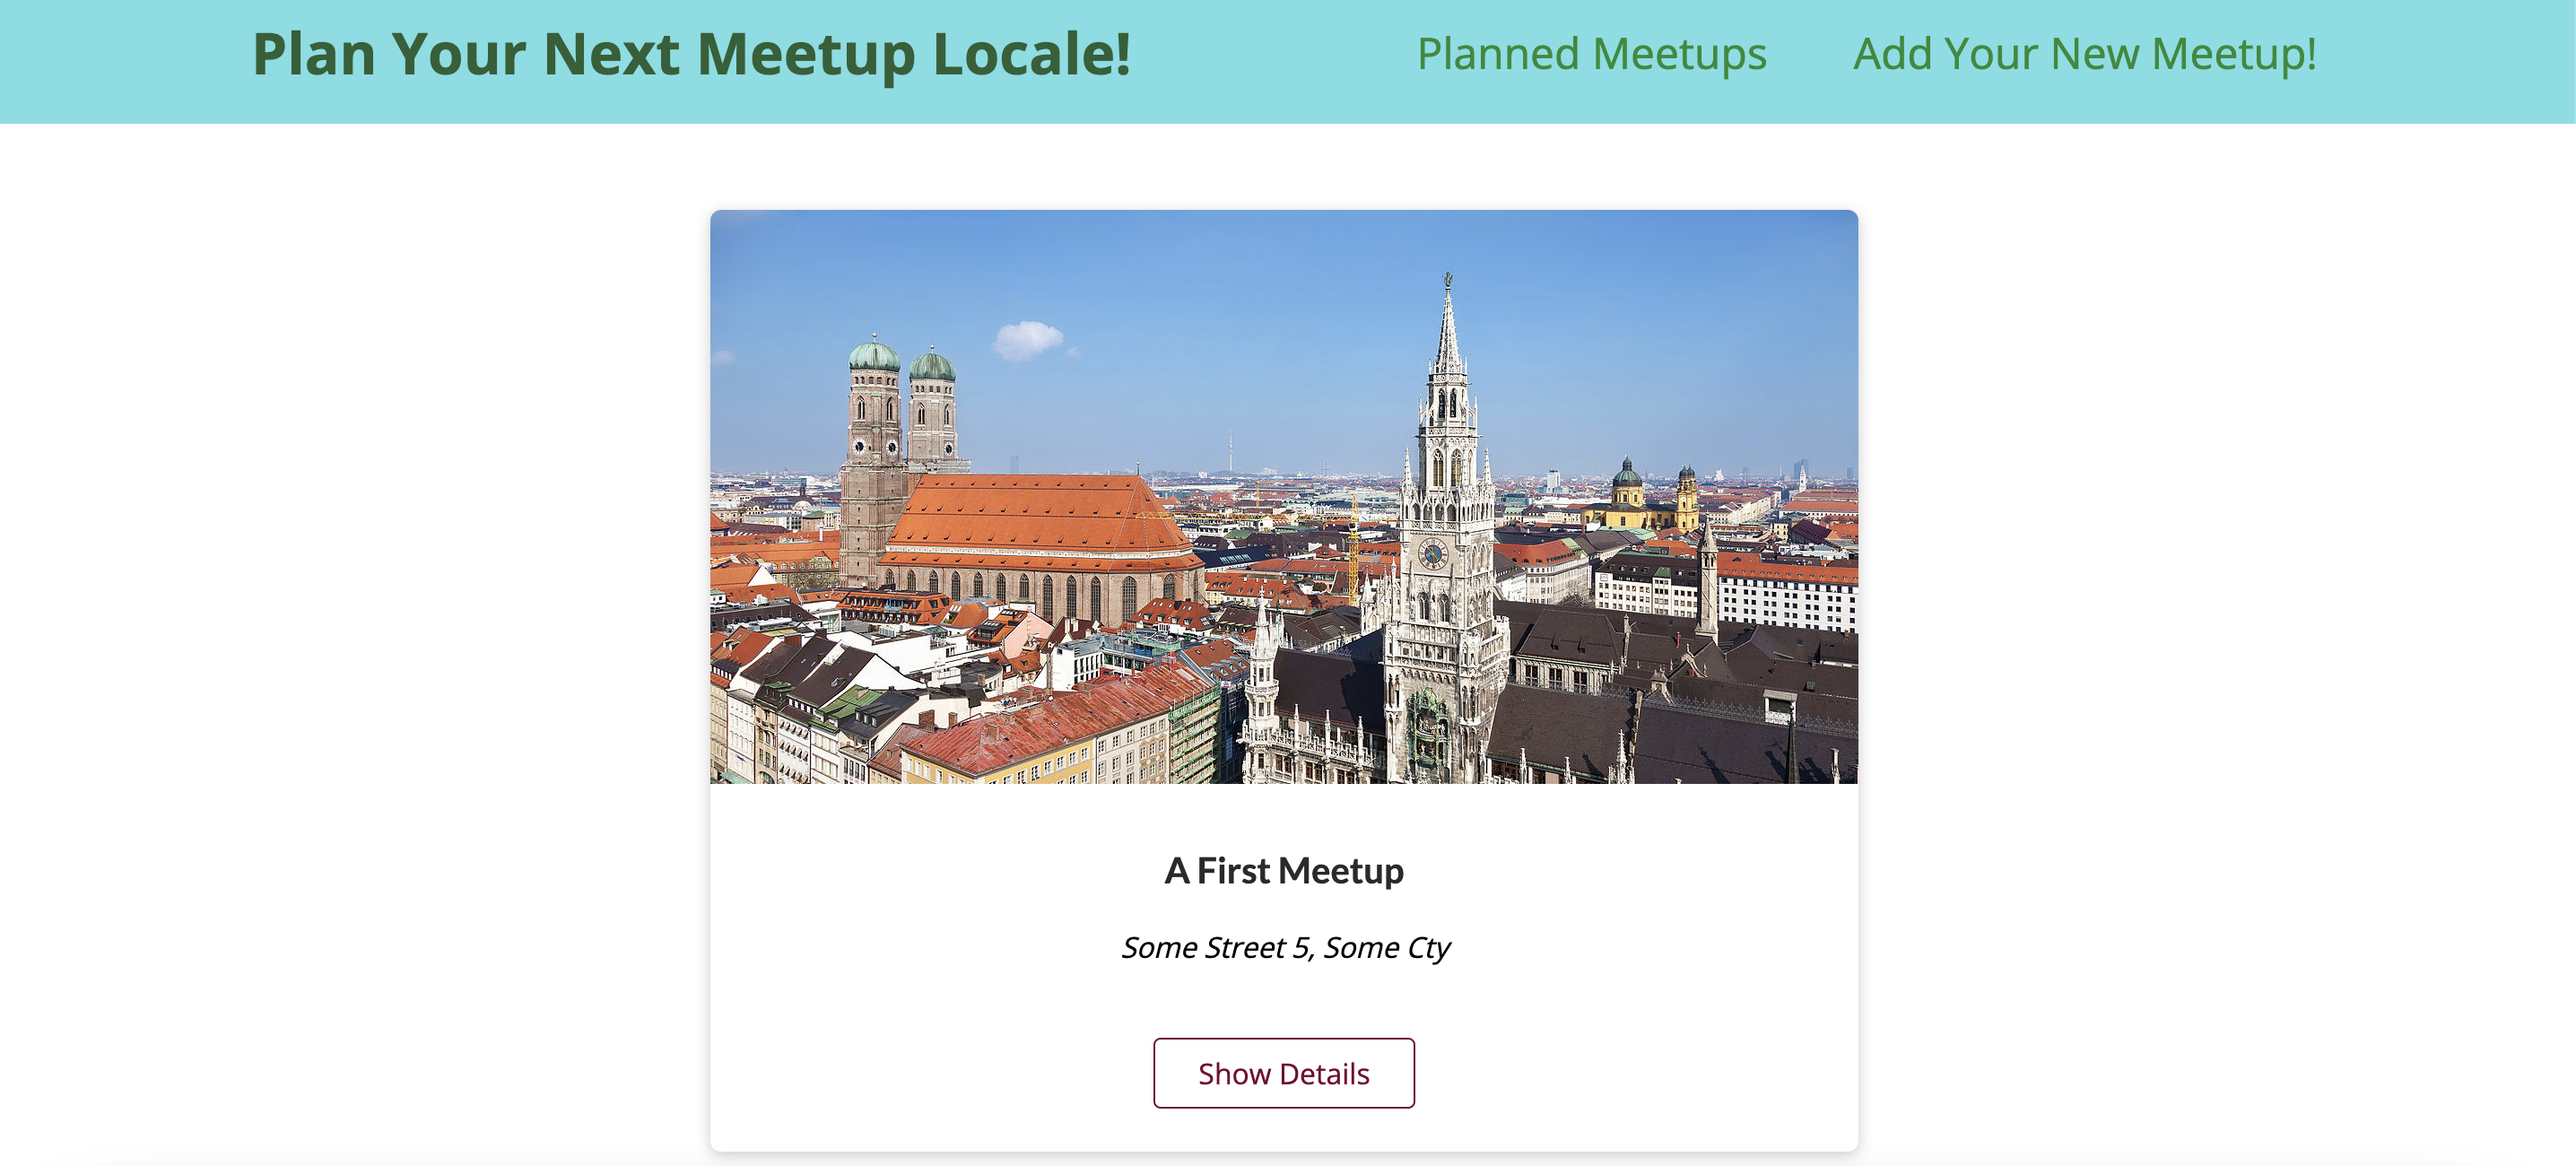 Plan Your Next Meetup Locale!
Planned Meetups
Add Your New Meetup!
A First Meetup
Some Street 5, Some Cty
Show Details